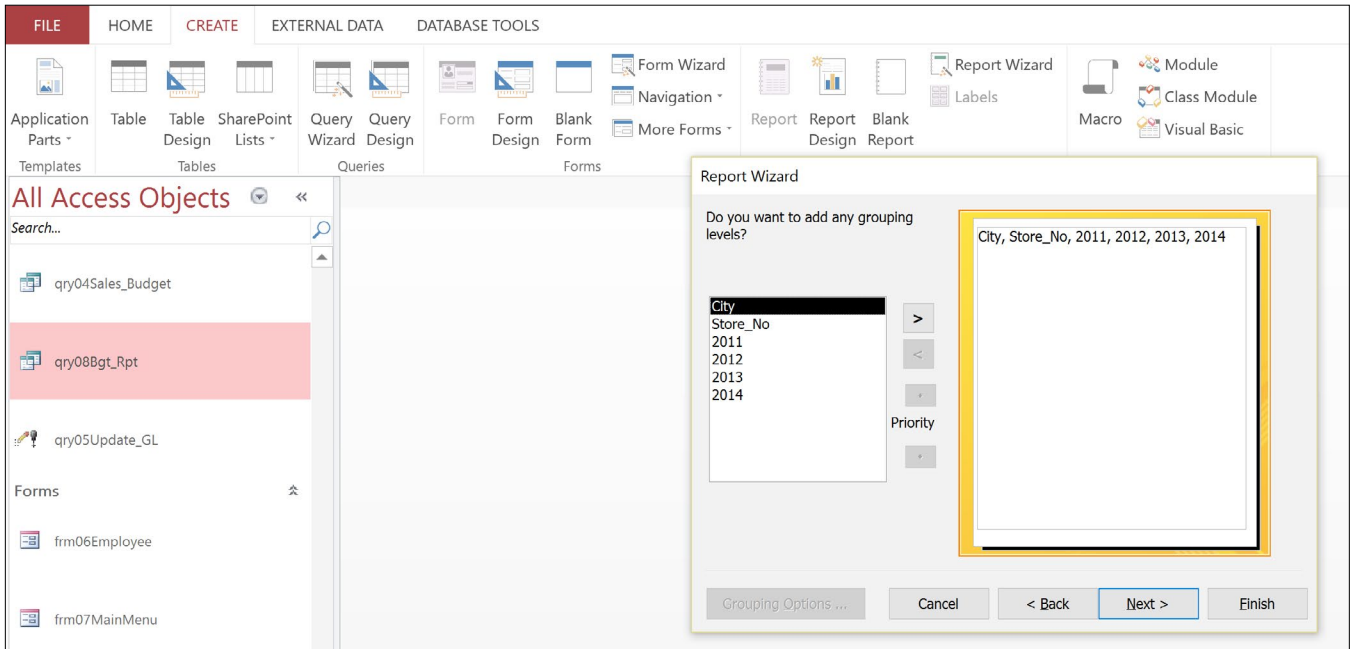 FILE HOME CREATE EXTERNAL DATA DATABASE TOOLS
Application Parts
Table
Table Design
SharePoint Lists
Query Wizard
Query Design
Form
Form Design
Blank Form
Form Wizard
Navigation
More Forms
Report
Report Design
Blank Report
Report Wizard
Labels
Macro
Module
Class Module
Visual Basic
Templates Tables Queries Forms
All Access Objects «
Search...
qry04Sales_Budget
qry08Bgt_Rpt
qry05Update_GL
Forms
frm06Employee
frm07MainMenu
Report Wizard
Do you want to add any grouping
levels?
City
Store_No
2011
2012
2013
2014
>
<
Priority
City, Store_No, 2011, 2012, 2013, 2014
Grouping Options ... Cancel < Back Next > Finish